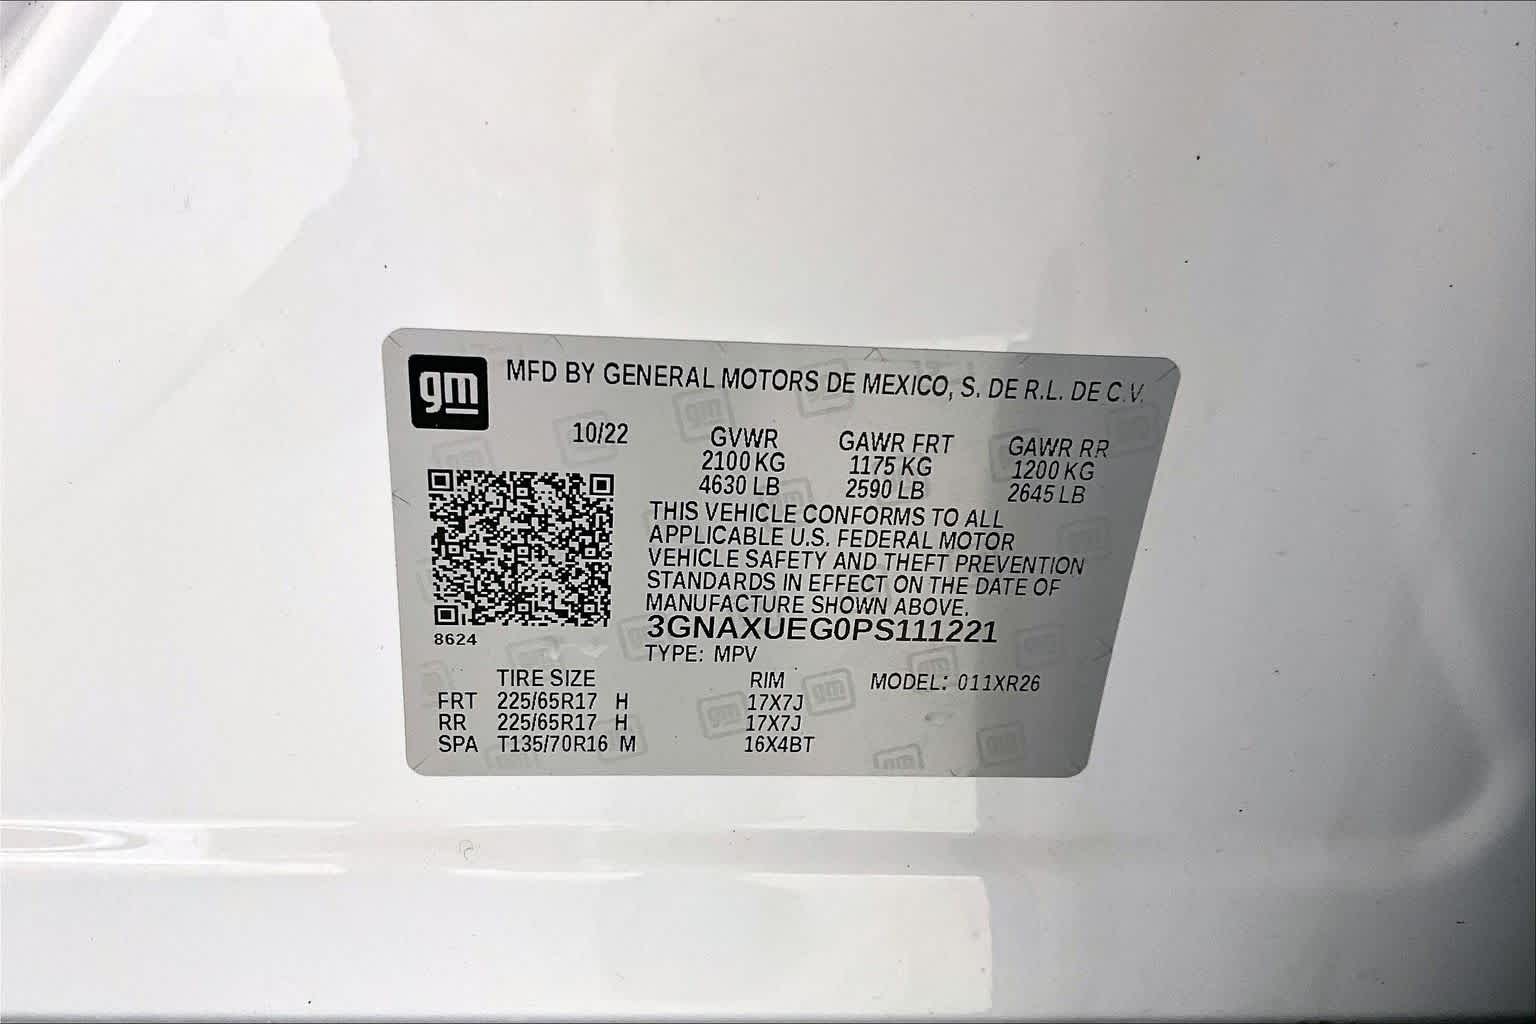 gm
MFD BY GENERAL MOTORS DE MEXICO, S. DE R.L. DE C.V.
10/22
GVWR GAWR FRT GAWR RR
2100 KG 1175 KG 1200 KG
4630 LB 2590 LB 2645 LB
THIS VEHICLE CONFORMS TO ALL
APPLICABLE U.S. FEDERAL MOTOR
VEHICLE SAFETY AND THEFT PREVENTION
STANDARDS IN EFFECT ON THE DATE OF
MANUFACTURE SHOWN ABOVE.
8624
3GNAXUEG0PS111221
TYPE: MPV
TIRE SIZE RIM MODEL: 011XR26
FRT 225/65R17 H 17X7J
RR 225/65R17 H 17X7J
SPA T135/70R16 M 16X4BT